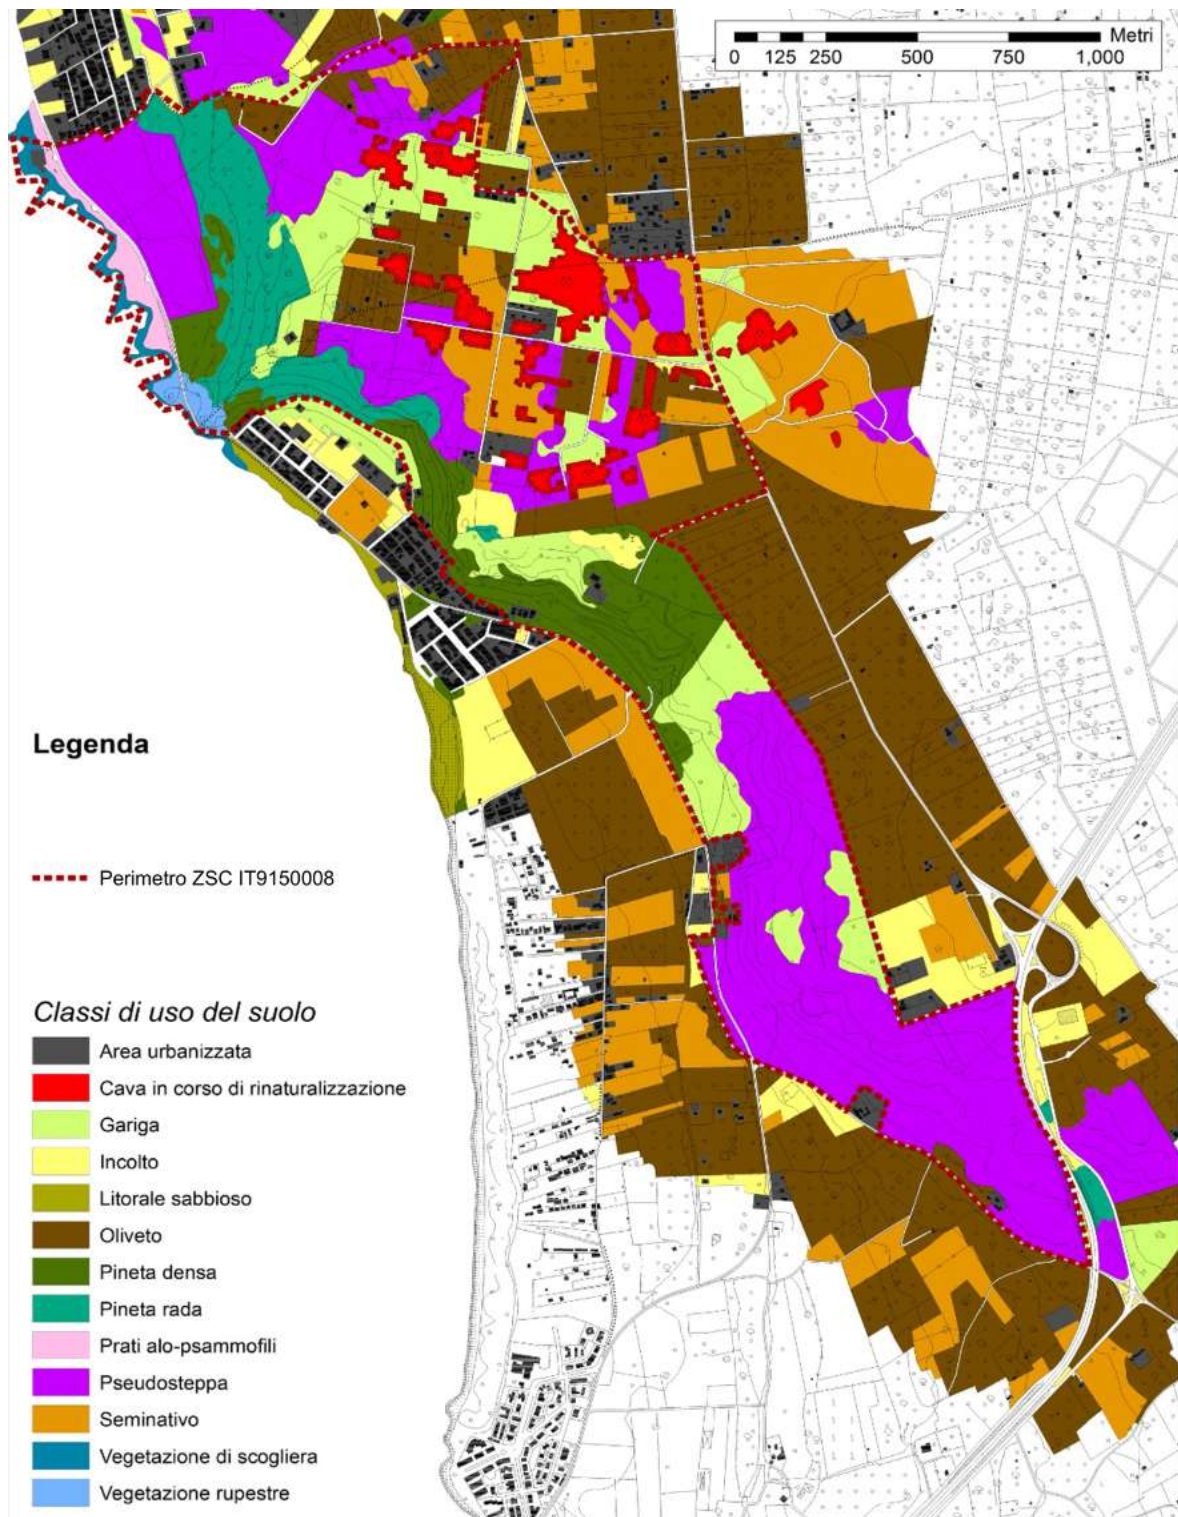 Metri
0 125 250 500 750 1,000
Legenda
Perimetro ZSC IT9150008
Classi di uso del suolo
Area urbanizzata
Cava in corso di rinaturalizzazione
Gariga
Incolto
Litorale sabbioso
Oliveto
Pineta densa
Pineta rada
Prati alo-psammofili
Pseudosteppa
Seminativo
Vegetazione di scogliera
Vegetazione rupestre